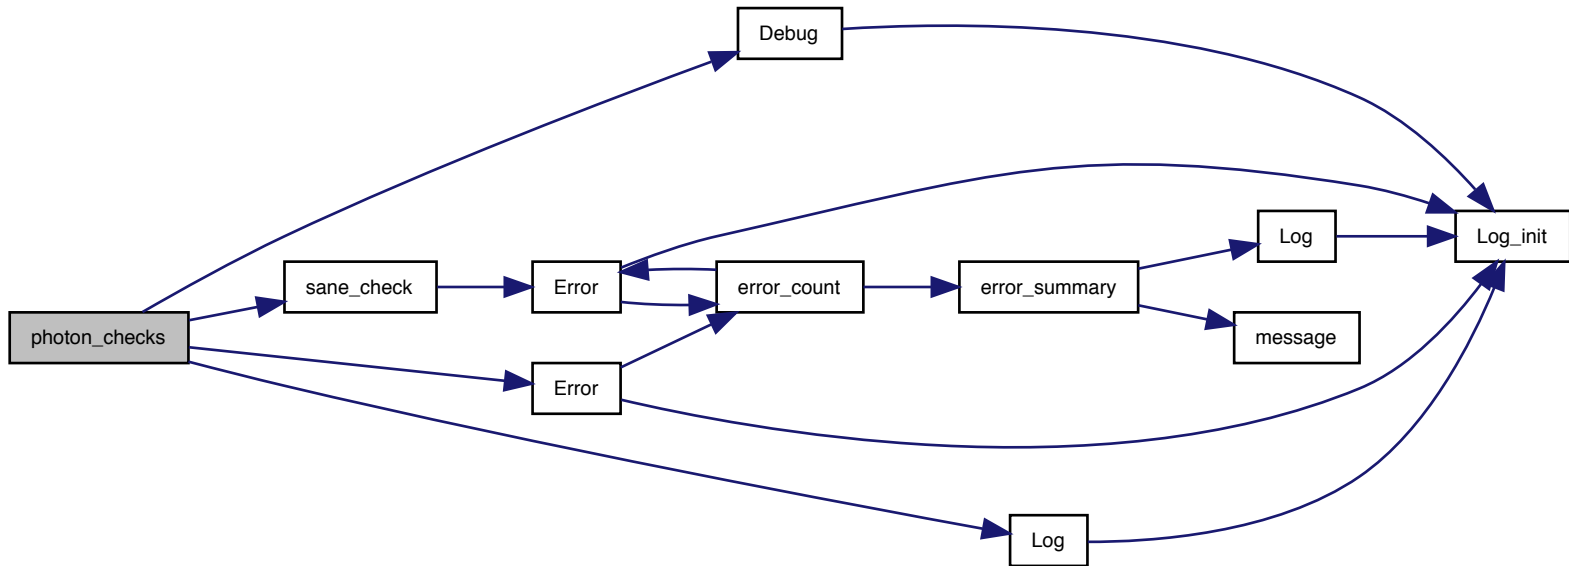 Debug
Log
Log_init
sane_check
Error
error_count
error_summary
photon_checks
message
Error
Log